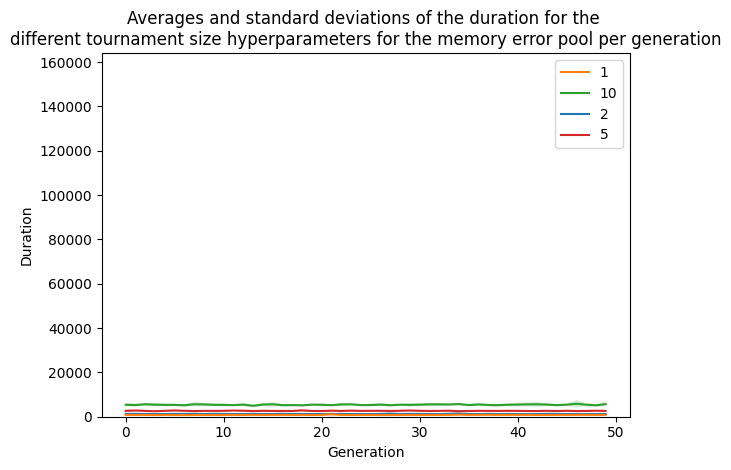 Averages and standard deviations of the duration for the
different tournament size hyperparameters for the memory error pool per generation
160000
140000
120000
100000
80000
60000
40000
20000
0
Duration
1
10
2
5
0 10 20 30 40 50
Generation